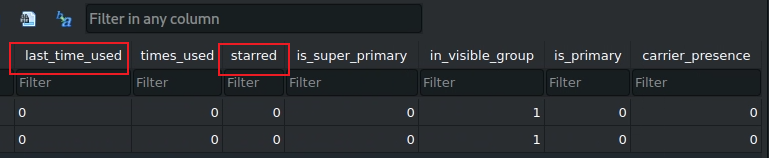 Filter in any column
last_time_used times_used starred is_super_primary in_visible_group is_primary carrier_presence
Filter Filter Filter Filter Filter Filter Filter
0 0 0 0 1 0 0
0 0 0 0 1 0 0